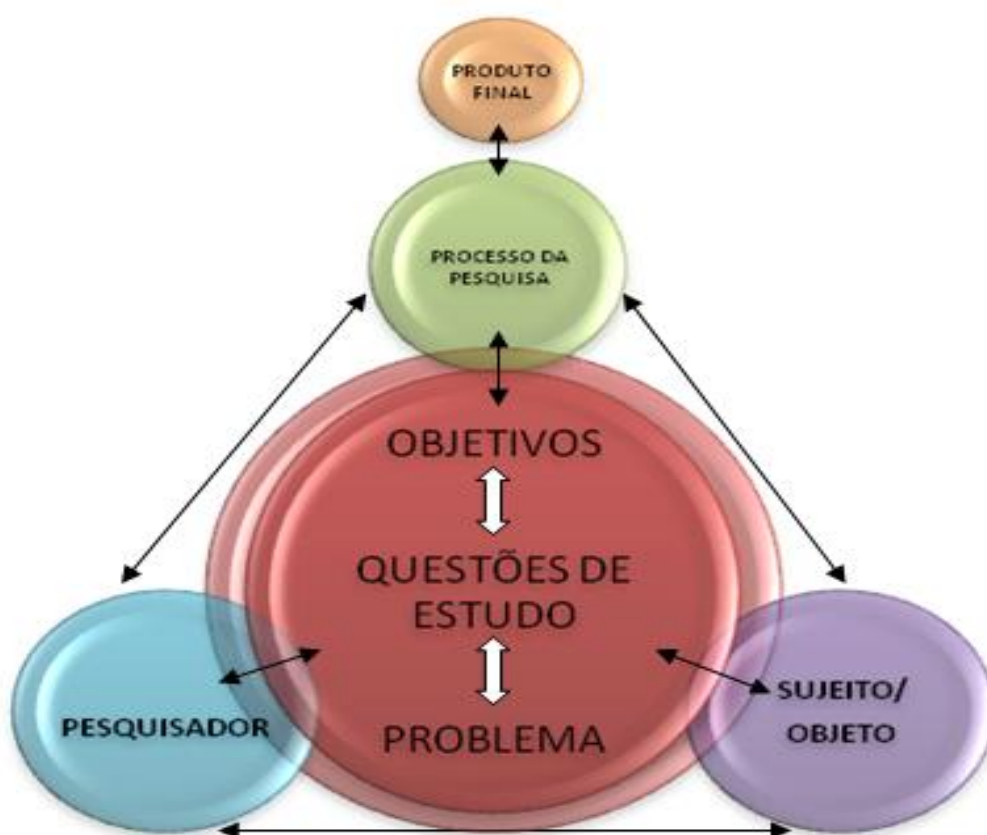 PRODUTO
FINAL
PROCESSO DA
PESQUISA
OBJETIVOS
QUESTÕES DE
ESTUDO
PROBLEMA
PESQUISADOR
SUJEITO/
OBJETO